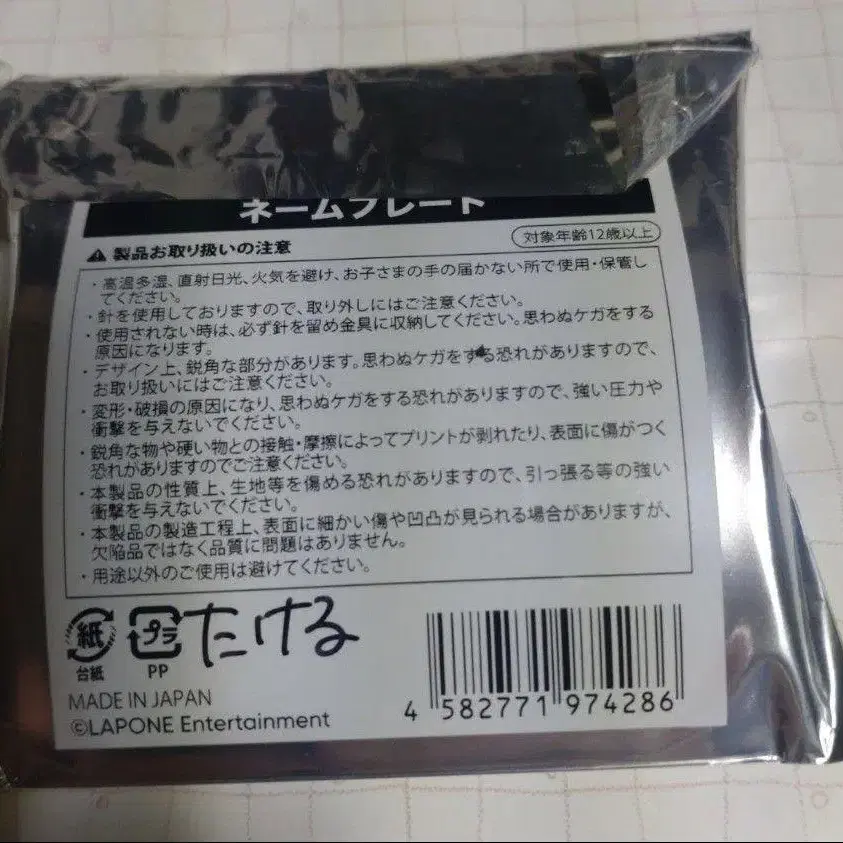 ネームプレート
対象年齢12歳以上
製品お取り扱いの注意
・高温多湿、直射日光、火気を避け、お子さまの手の届かない所で使用・保管し
てください。
・針を使用しておりますので、取り外しにはご注意ください。
・使用されない時は、必ず針を留め金具に収納してください。思わぬケガをする
原因になります。
・デザイン上、鋭角な部分があります。思わぬケガをする恐れがありますので、
お取り扱いにはご注意ください。
・変形・破損の原因になり、思わぬケガをする恐れがありますので、強い圧力や
衝撃を与えないでください。
・鋭角な物や硬い物との接触・摩擦によってプリントが剥れたり、表面に傷がつく
恐れがありますのでご注意ください。
・本製品の性質上、生地等を傷める恐れがありますので、引っ張る等の強い
衝撃を与えないでください。
・本製品の製造工程上、表面に細かい傷や凹凸が見られる場合がありますが、
欠陥品ではなく品質に問題はありません。
・用途以外のご使用は避けてください。
紙
台紙
プラ
PP
たける
MADE IN JAPAN
©LAPONE Entertainment
4 582771 974286